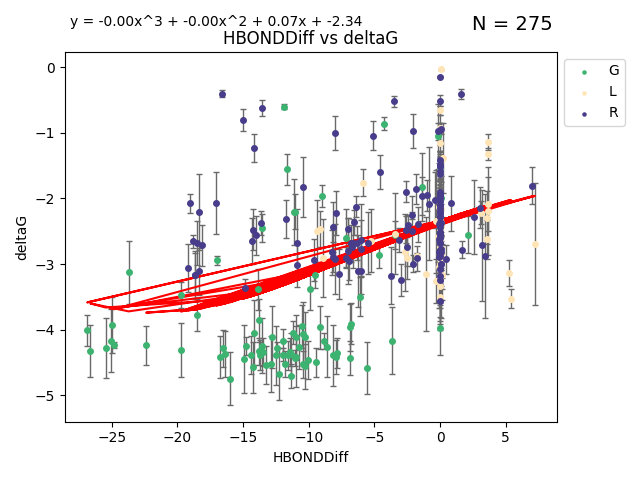 y = -0.00x^3 + -0.00x^2 + 0.07x + -2.34
N = 275
HBONDDiff vs deltaG
G
L
R
0
−1
−2
−3
−4
−5
deltaG
−25 −20 −15 −10 −5 0 5
HBONDDiff